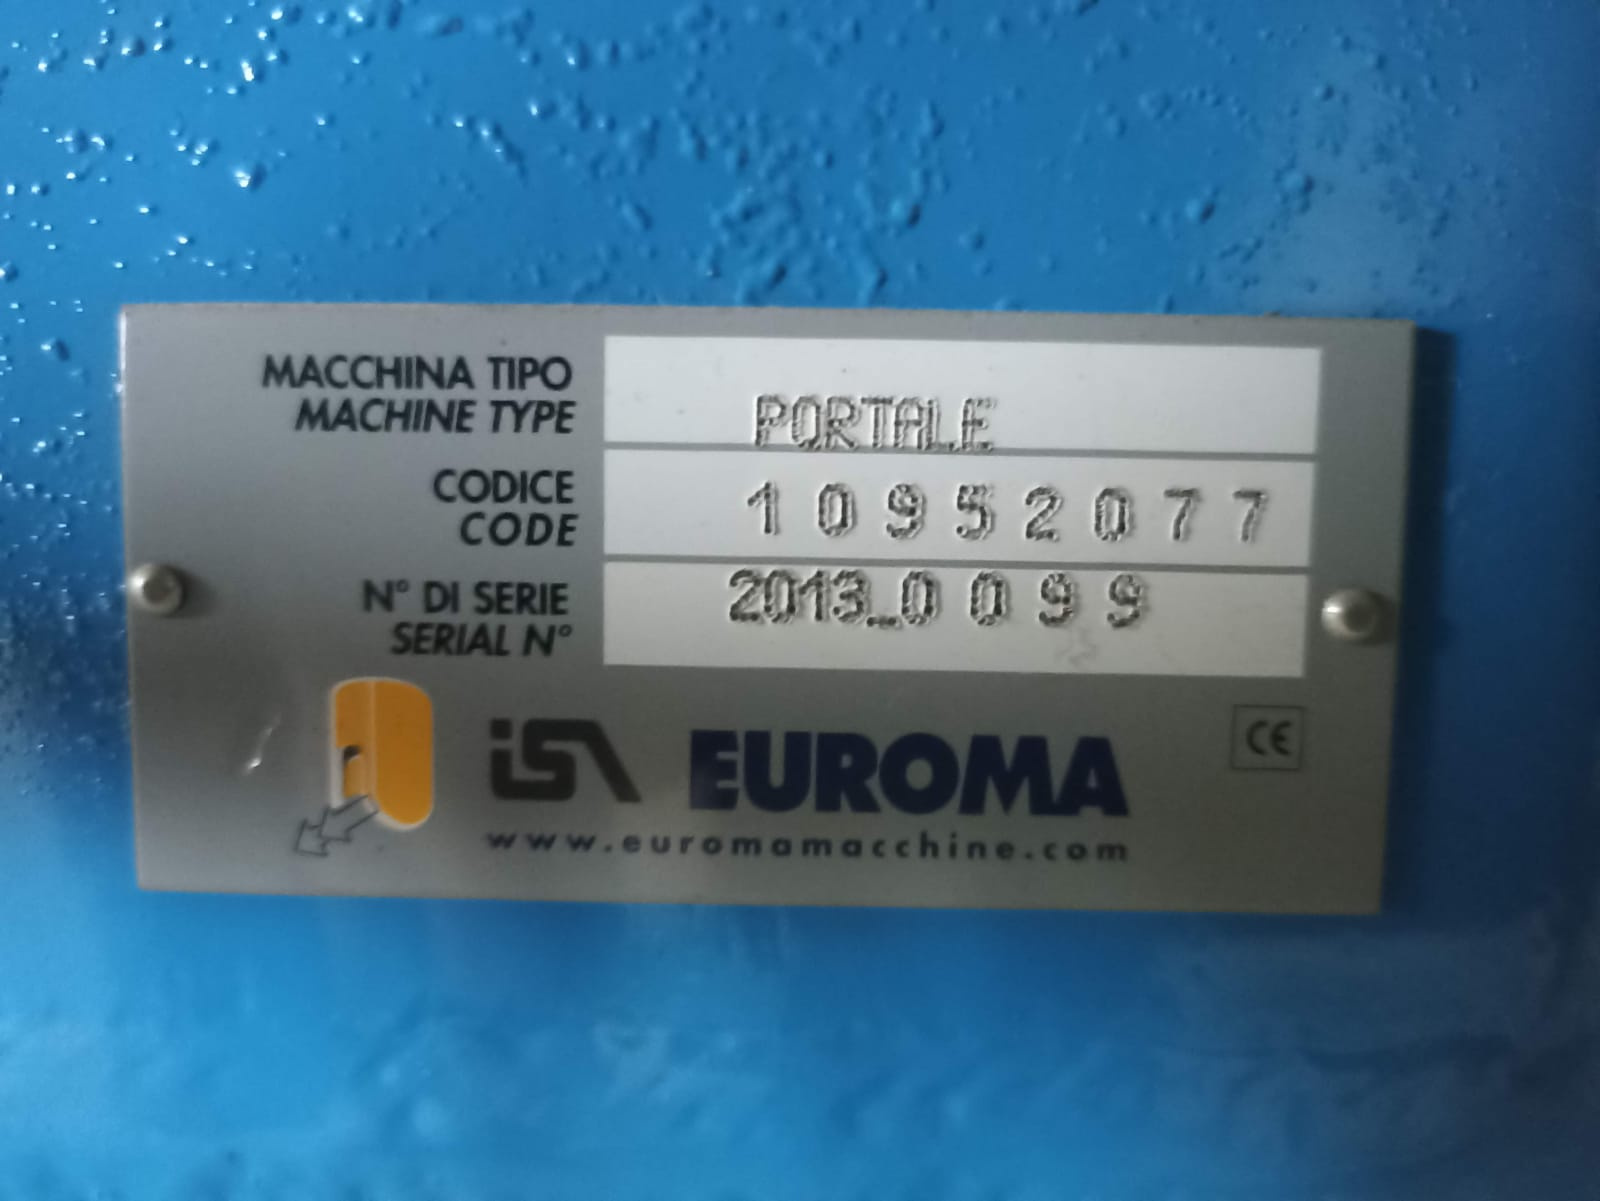 MACCHINA TIPO
MACHINE TYPE
PORTALE
CODICE
CODE
10952077
N° DI SERIE
SERIAL N°
2013_0099
isa EUROMA
CE
www.euromamacchine.com